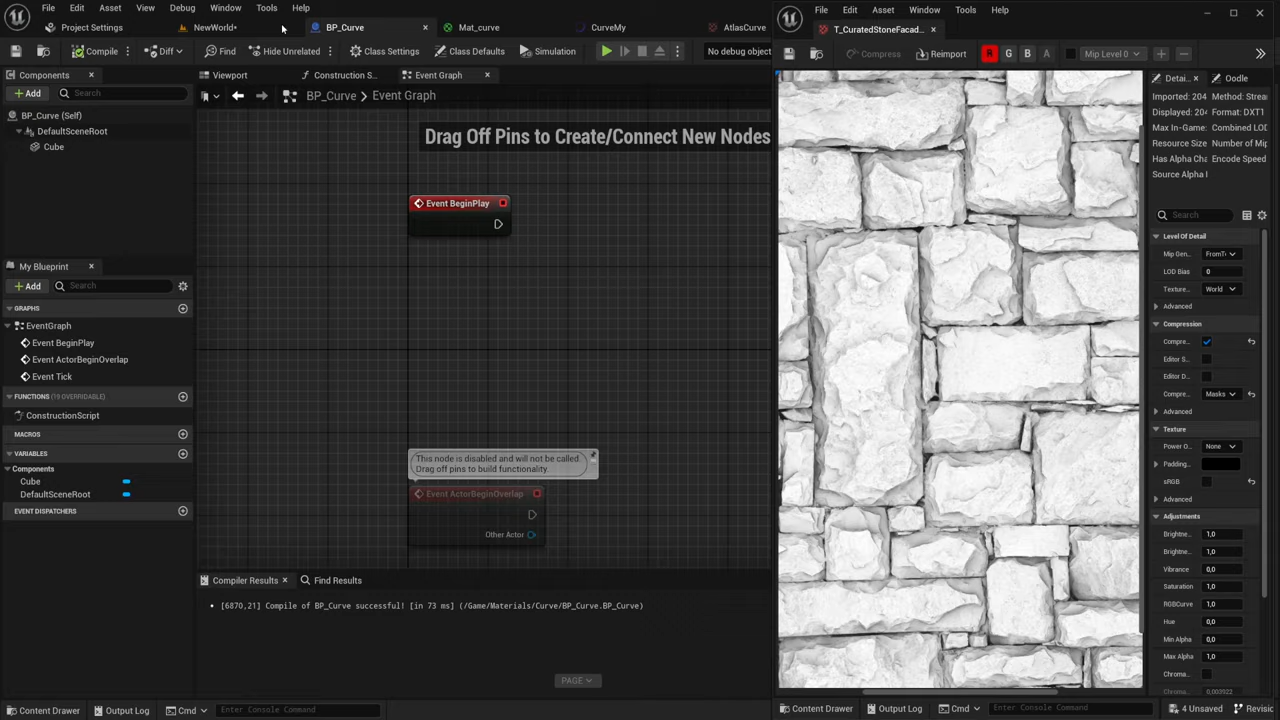 File Edit Asset View Debug Window Tools Help
Project Settings NewWorld* BP_Curve Mat_curve CurveMy AtlasCurve
Compile Diff Find Hide Unrelated Class Settings Class Defaults Simulation No debug object
Components
Add Search
BP_Curve (Self)
DefaultSceneRoot
Cube
My Blueprint
Add Search
GRAPHS
EventGraph
Event BeginPlay
Event ActorBeginOverlap
Event Tick
FUNCTIONS (19 OVERRIDABLE)
ConstructionScript
MACROS
VARIABLES
Components
Cube
DefaultSceneRoot
EVENT DISPATCHERS
Viewport Construction S... Event Graph
BP_Curve > Event Graph
Drag Off Pins to Create/Connect New Nodes
Event BeginPlay
This node is disabled and will not be called.
Drag off pins to build functionality.
Event ActorBeginOverlap
Other Actor
Compiler Results Find Results
[6870,21] Compile of BP_Curve successful! [in 73 ms] (/Game/Materials/Curve/BP_Curve.BP_Curve)
PAGE
Content Drawer Output Log Cmd Enter Console Command
File Edit Asset Window Tools Help
T_CuratedStoneFacad...
Compress Reimport R G B A Mip Level 0
Detai... Oodle
Imported: 204 Method: Strea
Displayed: 204 Format: DXT1
Max In-Game: Combined LOD
Resource Size Number of Mip
Has Alpha Cha Encode Speed
Source Alpha I
Search
Level Of Detail
Mip Gen... FromT
LOD Bias 0
Texture... World
Advanced
Compression
Compre...
Editor S...
Editor D...
Compre... Masks
Advanced
Texture
Power O... None
Padding...
sRGB
Advanced
Adjustments
Brightne... 1,0
Brightne... 1,0
Vibrance 0,0
Saturation 1,0
RGBCurve 1,0
Hue 0,0
Min Alpha 0,0
Max Alpha 1,0
Chroma...
Chroma... 0,003922
Content Drawer Output Log Cmd Enter Console Command 4 Unsaved Revisio